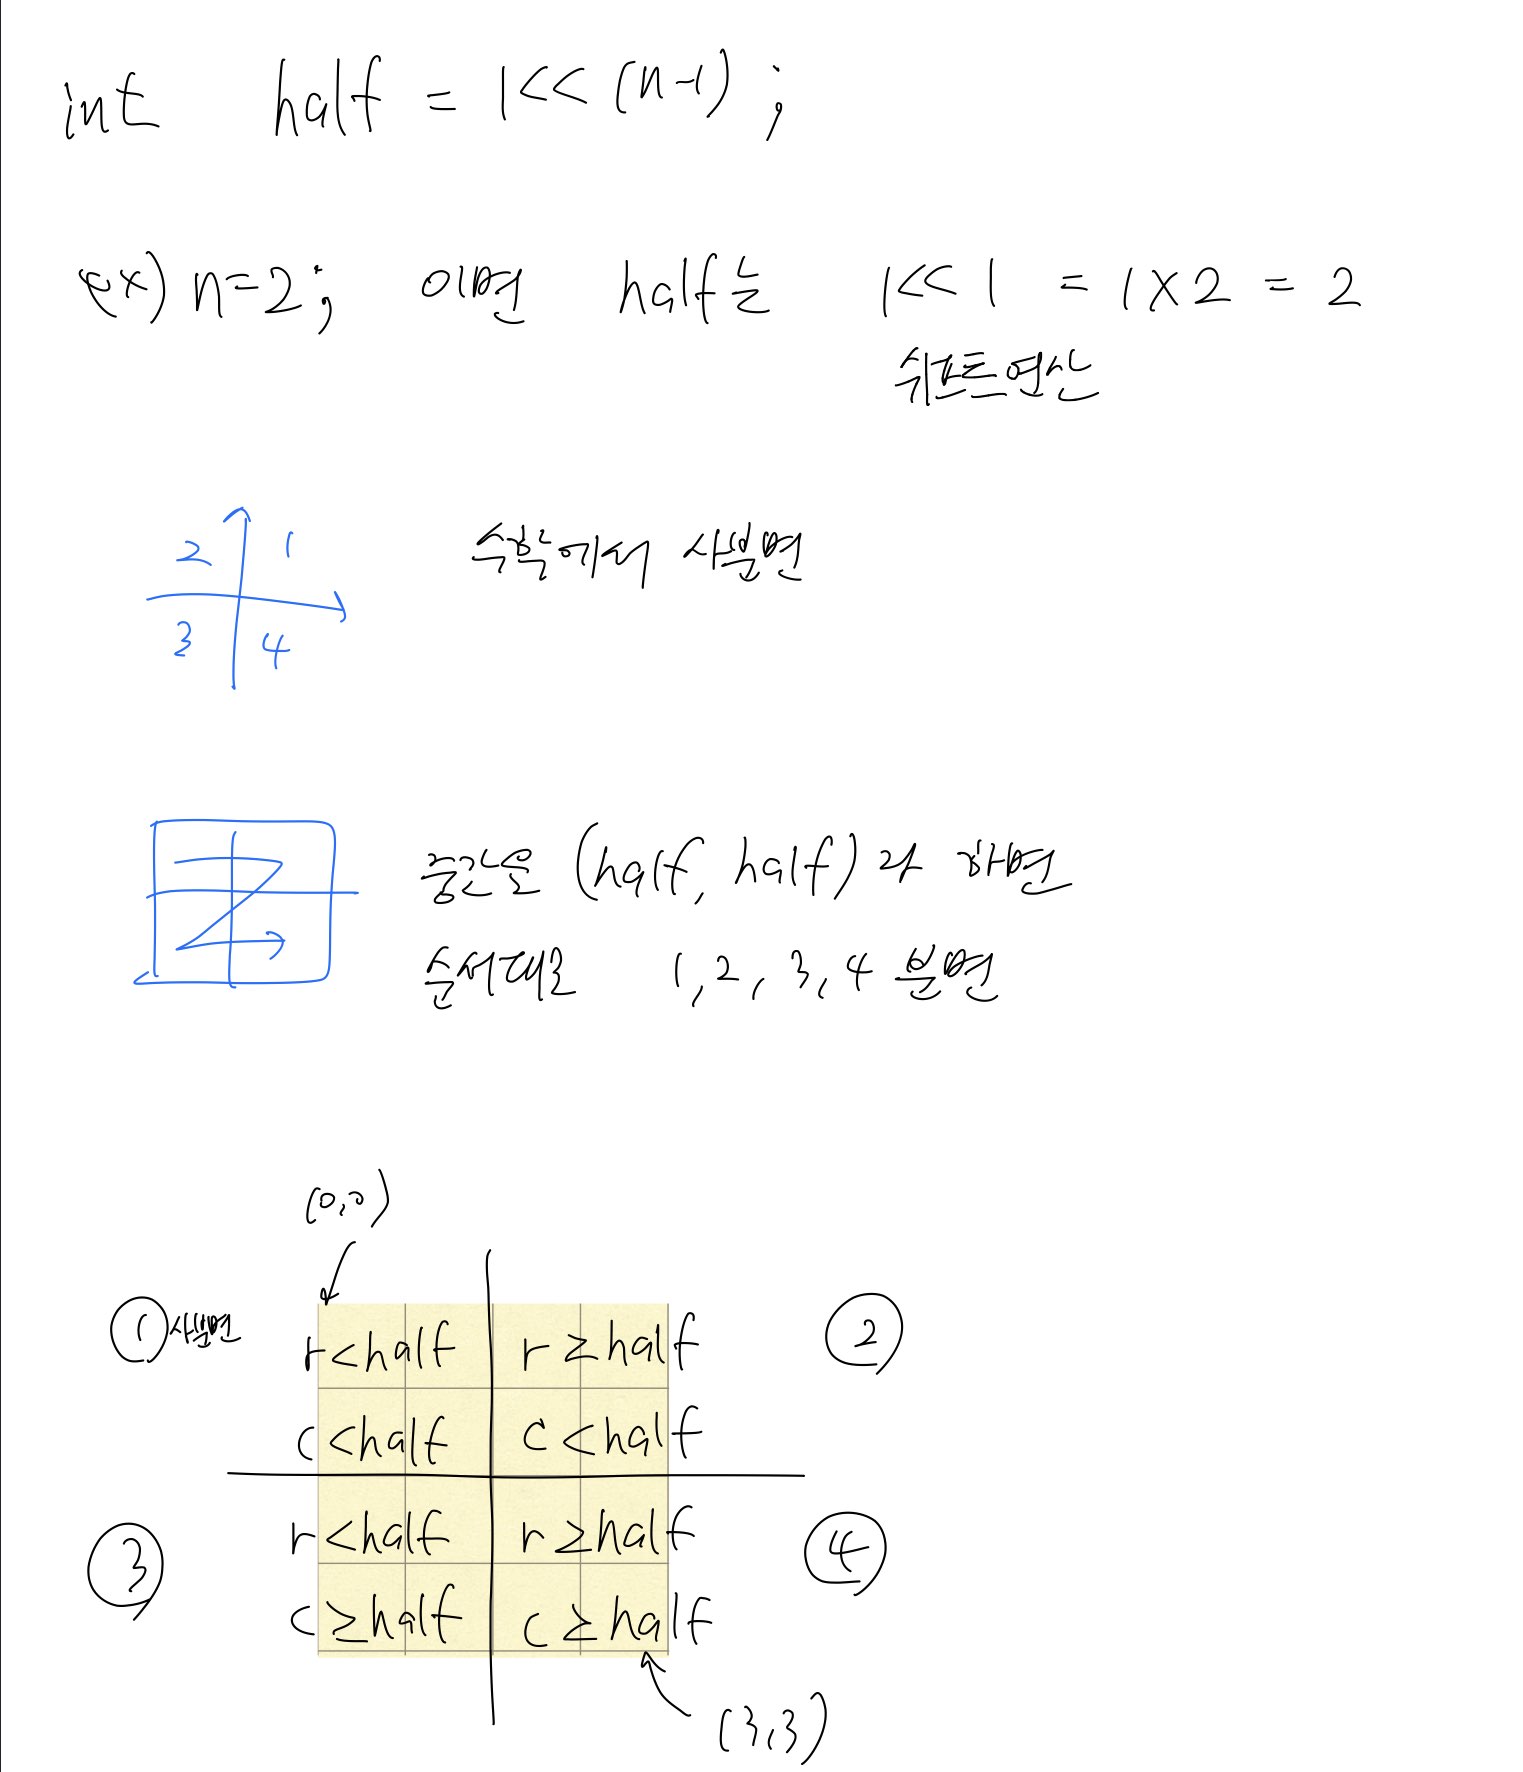 int half = 1<<(n-1);
ex) n=2; 이면 half는 1<<1 = 1×2 = 2
쉬프트연산
2 1
3 4
수학에서 사분면
중간을 (half, half)라 하면
순서대로 1, 2, 3, 4 분면
(0,0)
① 사분면
r<half r≥half
②
c<half c<half
③
r<half r≥half
④
c≥half c≥half
(3,3)